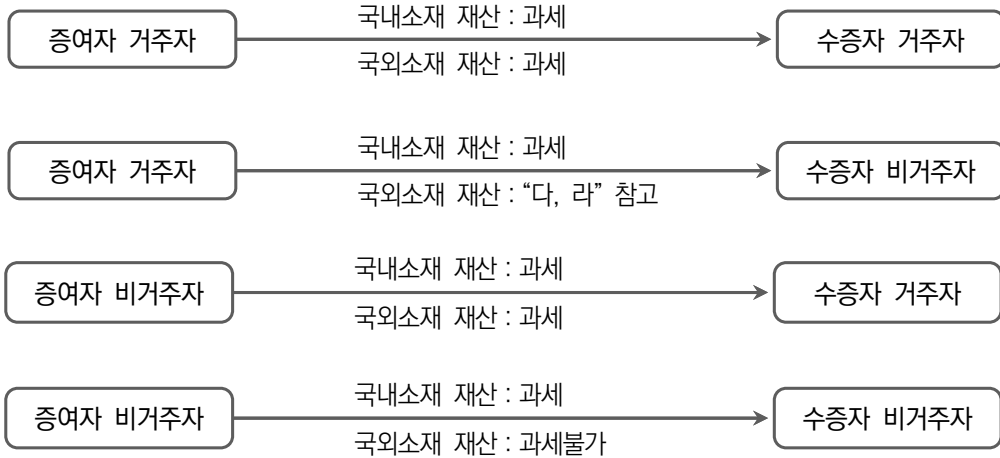 국내소재 재산 : 과세
증여자 거주자
수증자 거주자
국외소재 재산 : 과세
국내소재 재산 : 과세
증여자 거주자
수증자 비거주자
국외소재 재산 : “다, 라” 참고
국내소재 재산 : 과세
증여자 비거주자
수증자 거주자
국외소재 재산 : 과세
국내소재 재산 : 과세
증여자 비거주자
수증자 비거주자
국외소재 재산 : 과세불가